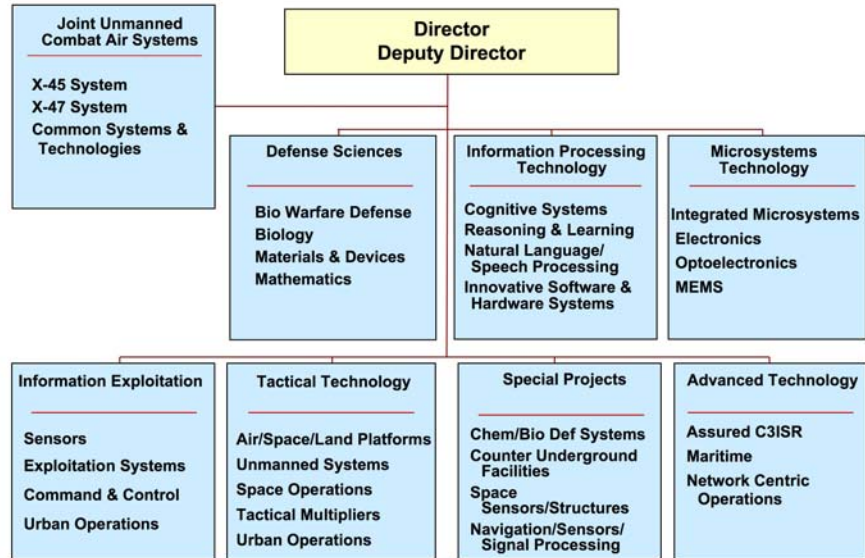 Joint Unmanned
Combat Air Systems
X-45 System
X-47 System
Common Systems &
Technologies
Director
Deputy Director
Defense Sciences
Bio Warfare Defense
Biology
Materials & Devices
Mathematics
Information Processing
Technology
Cognitive Systems
Reasoning & Learning
Natural Language/
Speech Processing
Innovative Software &
Hardware Systems
Microsystems
Technology
Integrated Microsystems
Electronics
Optoelectronics
MEMS
Information Exploitation
Sensors
Exploitation Systems
Command & Control
Urban Operations
Tactical Technology
Air/Space/Land Platforms
Unmanned Systems
Space Operations
Tactical Multipliers
Urban Operations
Special Projects
Chem/Bio Def Systems
Counter Underground
Facilities
Space
Sensors/Structures
Navigation/Sensors/
Signal Processing
Advanced Technology
Assured C3ISR
Maritime
Network Centric
Operations